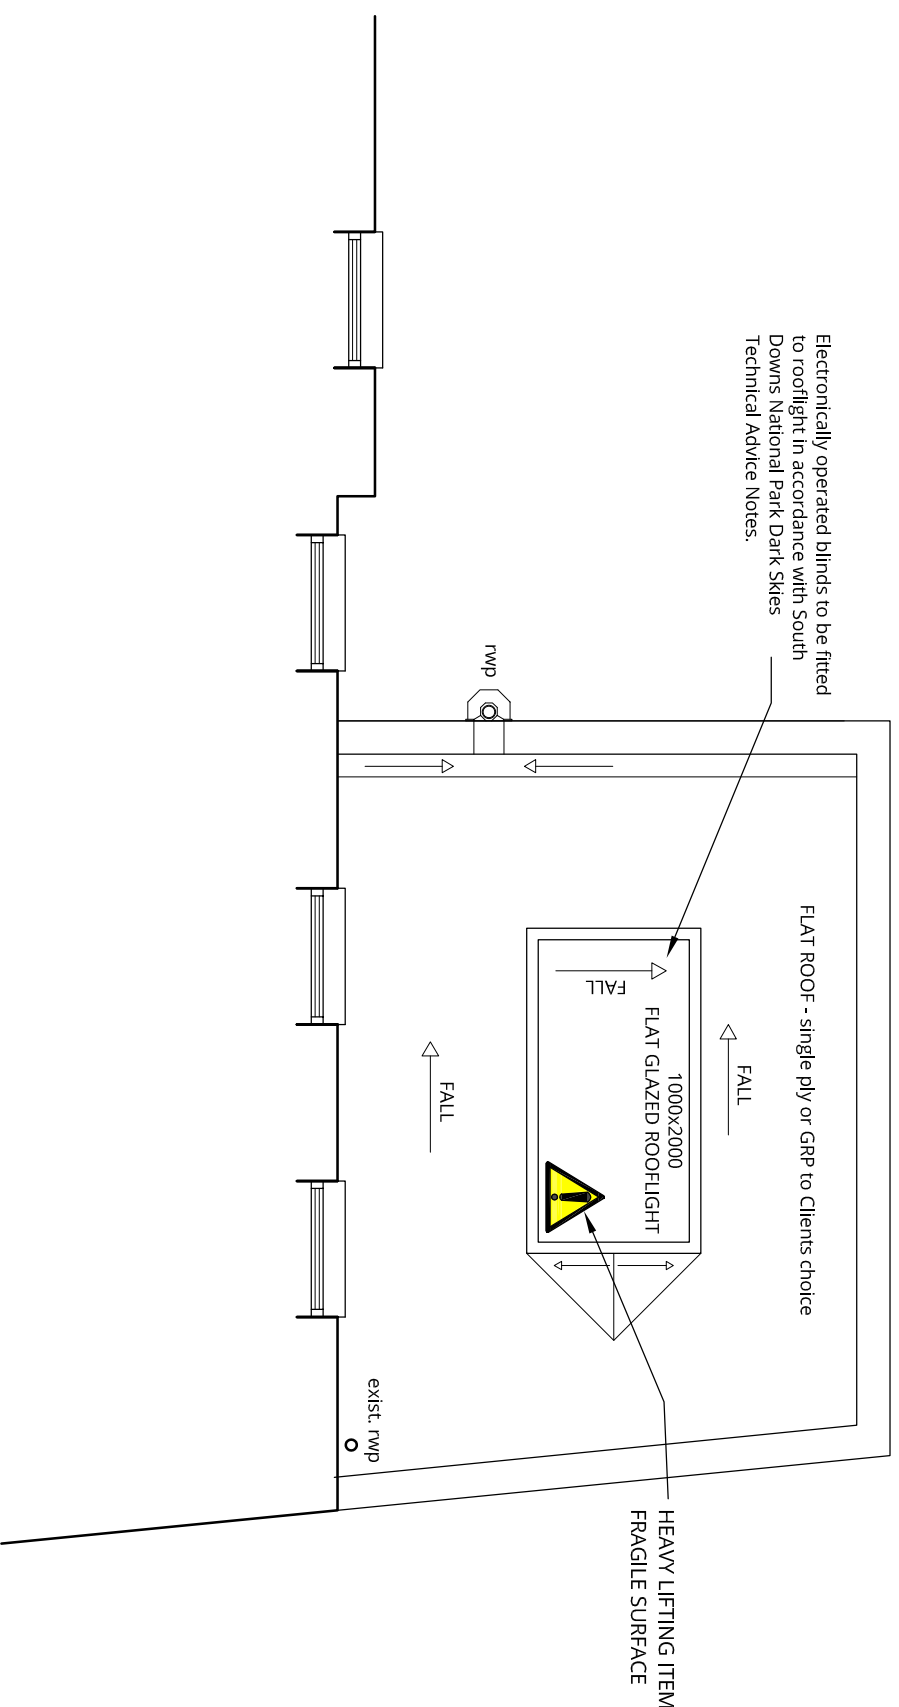 Electronically operated blinds to be fitted
to rooflight in accordance with South
Downs National Park Dark Skies
Technical Advice Notes.
rwp
FLAT ROOF - single ply or GRP to Clients choice
FALL
1000x2000
FLAT GLAZED ROOFLIGHT
FALL
FALL
exist. rwp
HEAVY LIFTING ITEM
FRAGILE SURFACE